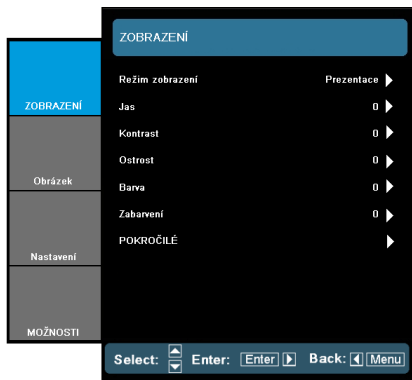 ZOBRAZENÍ
Režim zobrazení Prezentace
Jas 0
Kontrast 0
Ostrost 0
Barva 0
Zabarvení 0
POKROČILÉ
ZOBRAZENÍ
Obrázek
Nastavení
MOŽNOSTI
Select: Enter: Enter Back: Menu